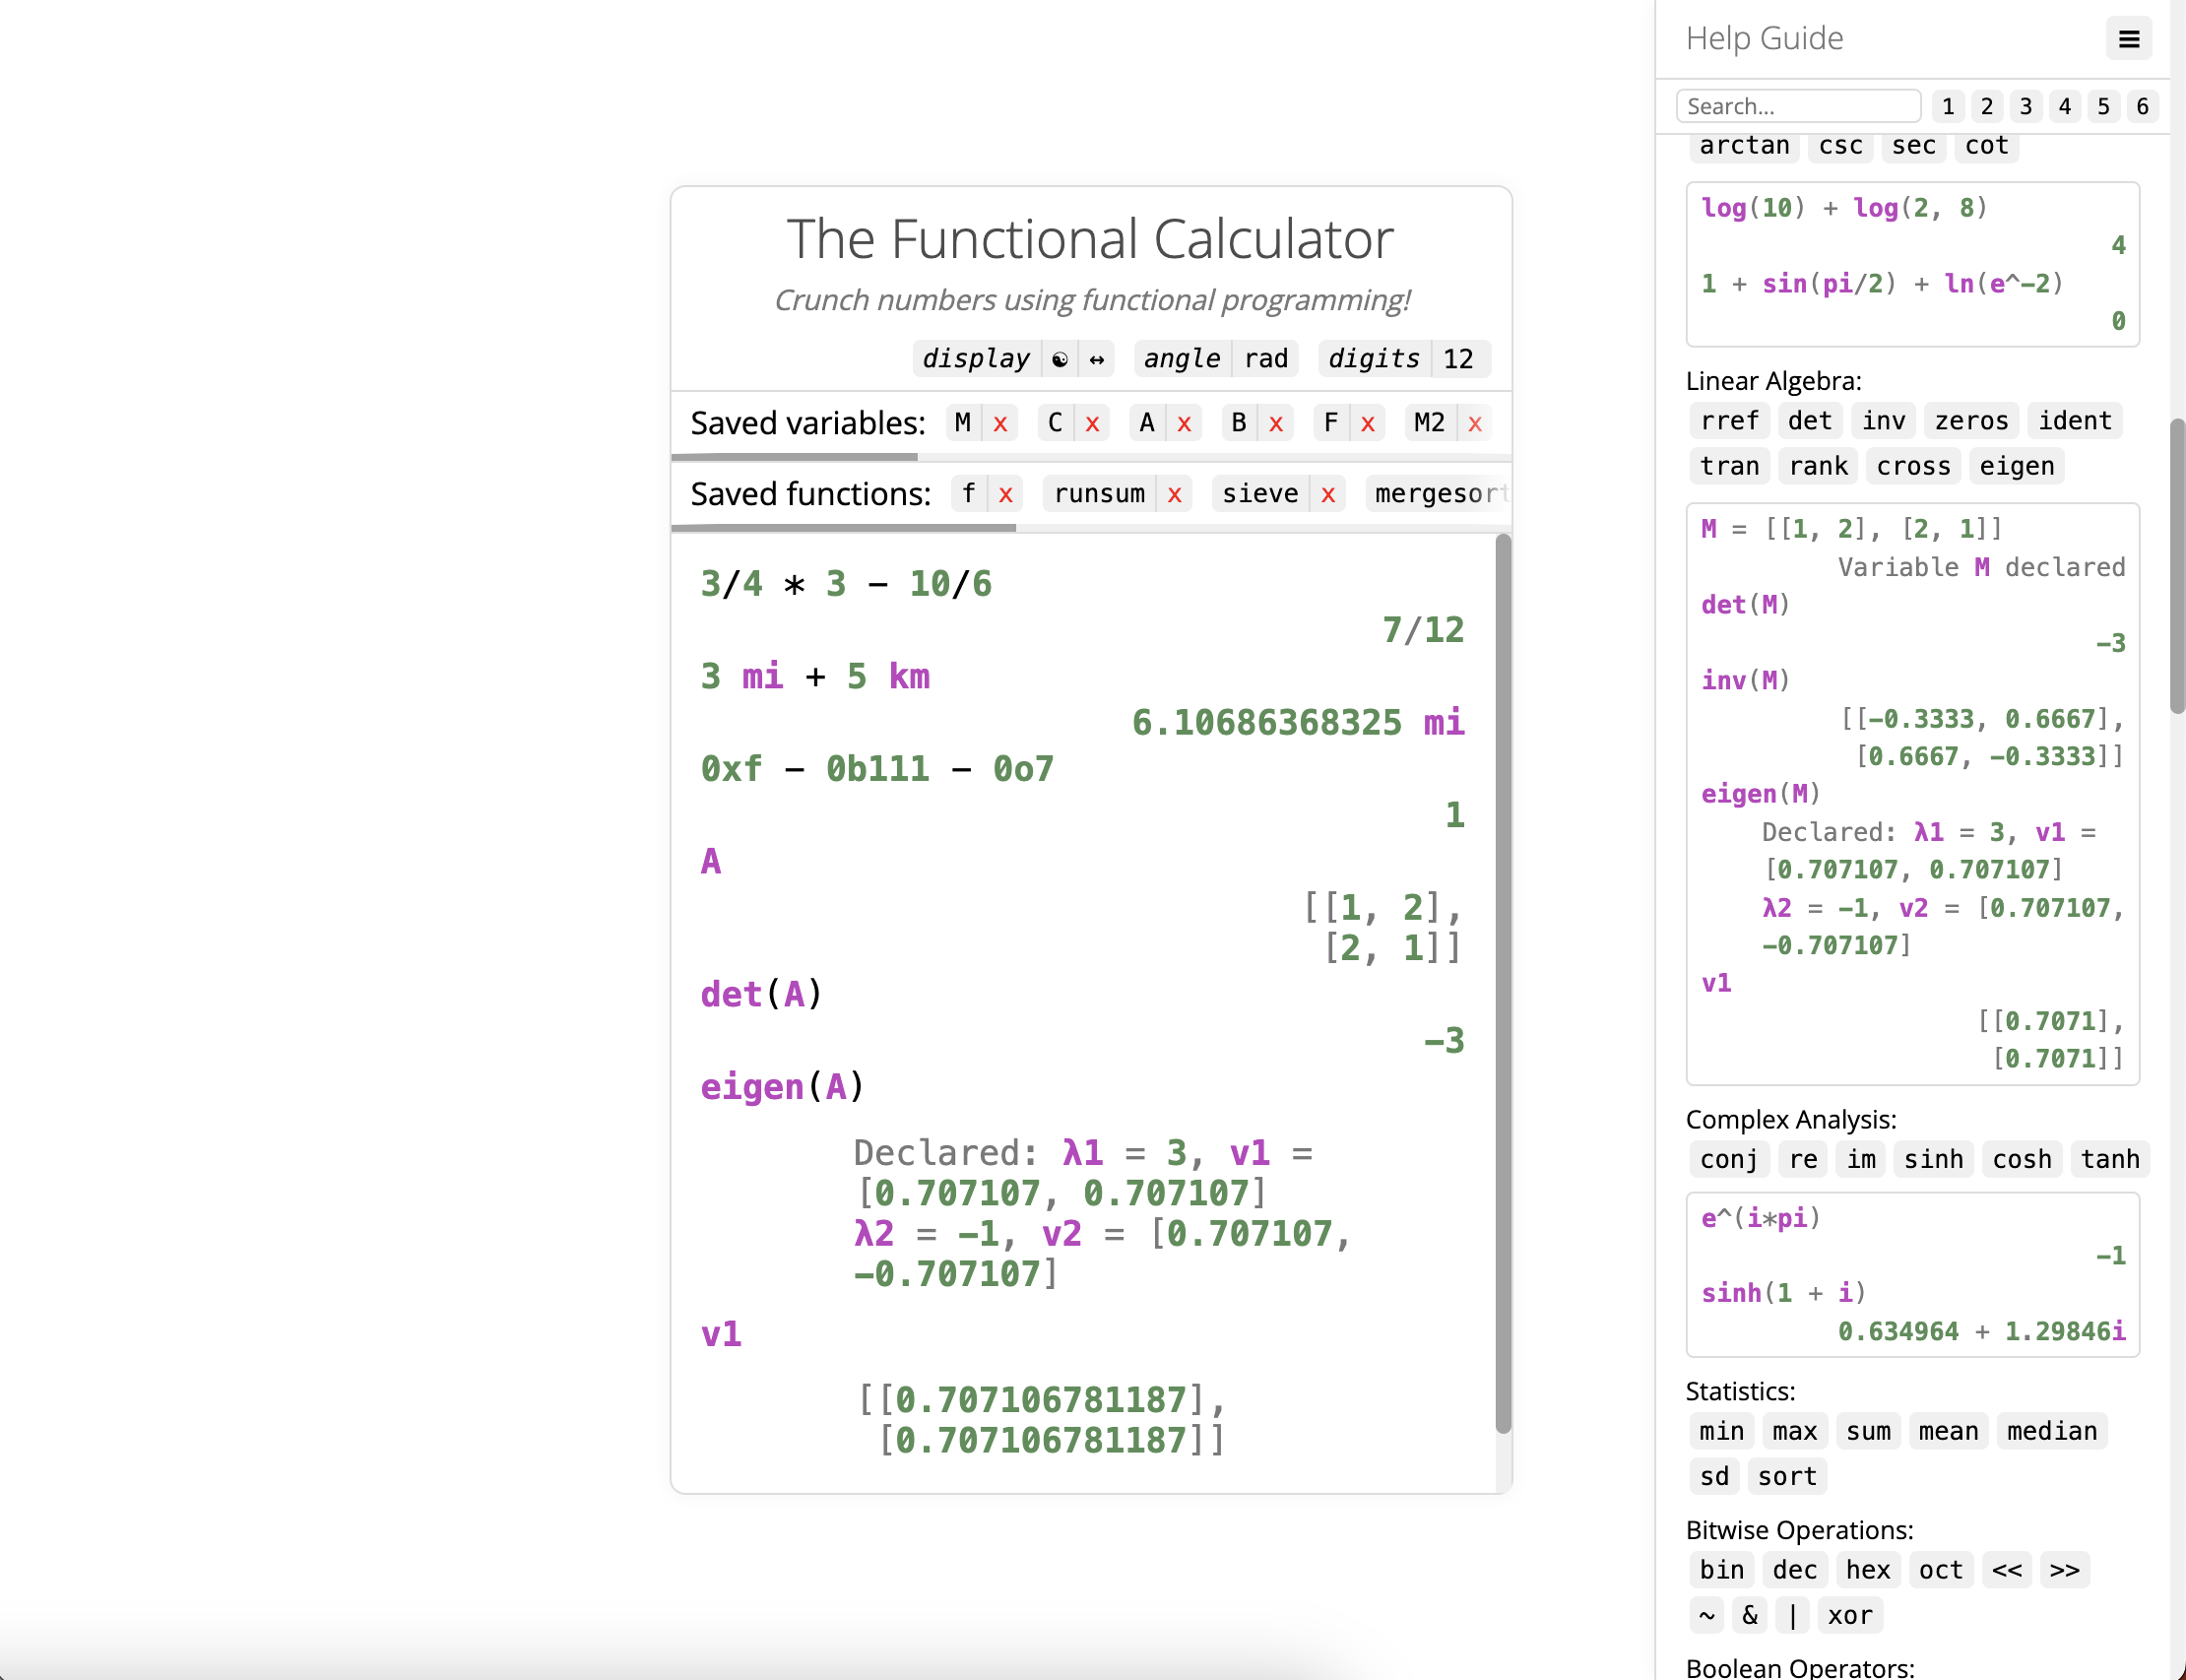 The Functional Calculator
Crunch numbers using functional programming!
display ☯ ↔ angle rad digits 12
Saved variables: M x C x A x B x F x M2 x
Saved functions: f x runsum x sieve x mergesort
3/4 * 3 − 10/6
7/12
3 mi + 5 km
6.10686368325 mi
0xf − 0b111 − 0o7
1
A
[[1, 2],
[2, 1]]
det(A)
−3
eigen(A)
Declared: λ1 = 3, v1 =
[0.707107, 0.707107]
λ2 = −1, v2 = [0.707107,
−0.707107]
v1
[[0.707106781187],
[0.707106781187]]
Help Guide
Search... 1 2 3 4 5 6
arctan csc sec cot
log(10) + log(2, 8)
4
1 + sin(pi/2) + ln(e^−2)
0
Linear Algebra:
rref det inv zeros ident
tran rank cross eigen
M = [[1, 2], [2, 1]]
Variable M declared
det(M)
−3
inv(M)
[[−0.3333, 0.6667],
[0.6667, −0.3333]]
eigen(M)
Declared: λ1 = 3, v1 =
[0.707107, 0.707107]
λ2 = −1, v2 = [0.707107,
−0.707107]
v1
[[0.7071],
[0.7071]]
Complex Analysis:
conj re im sinh cosh tanh
e^(i*pi)
−1
sinh(1 + i)
0.634964 + 1.29846i
Statistics:
min max sum mean median
sd sort
Bitwise Operations:
bin dec hex oct << >>
~ & | xor
Boolean Operators: